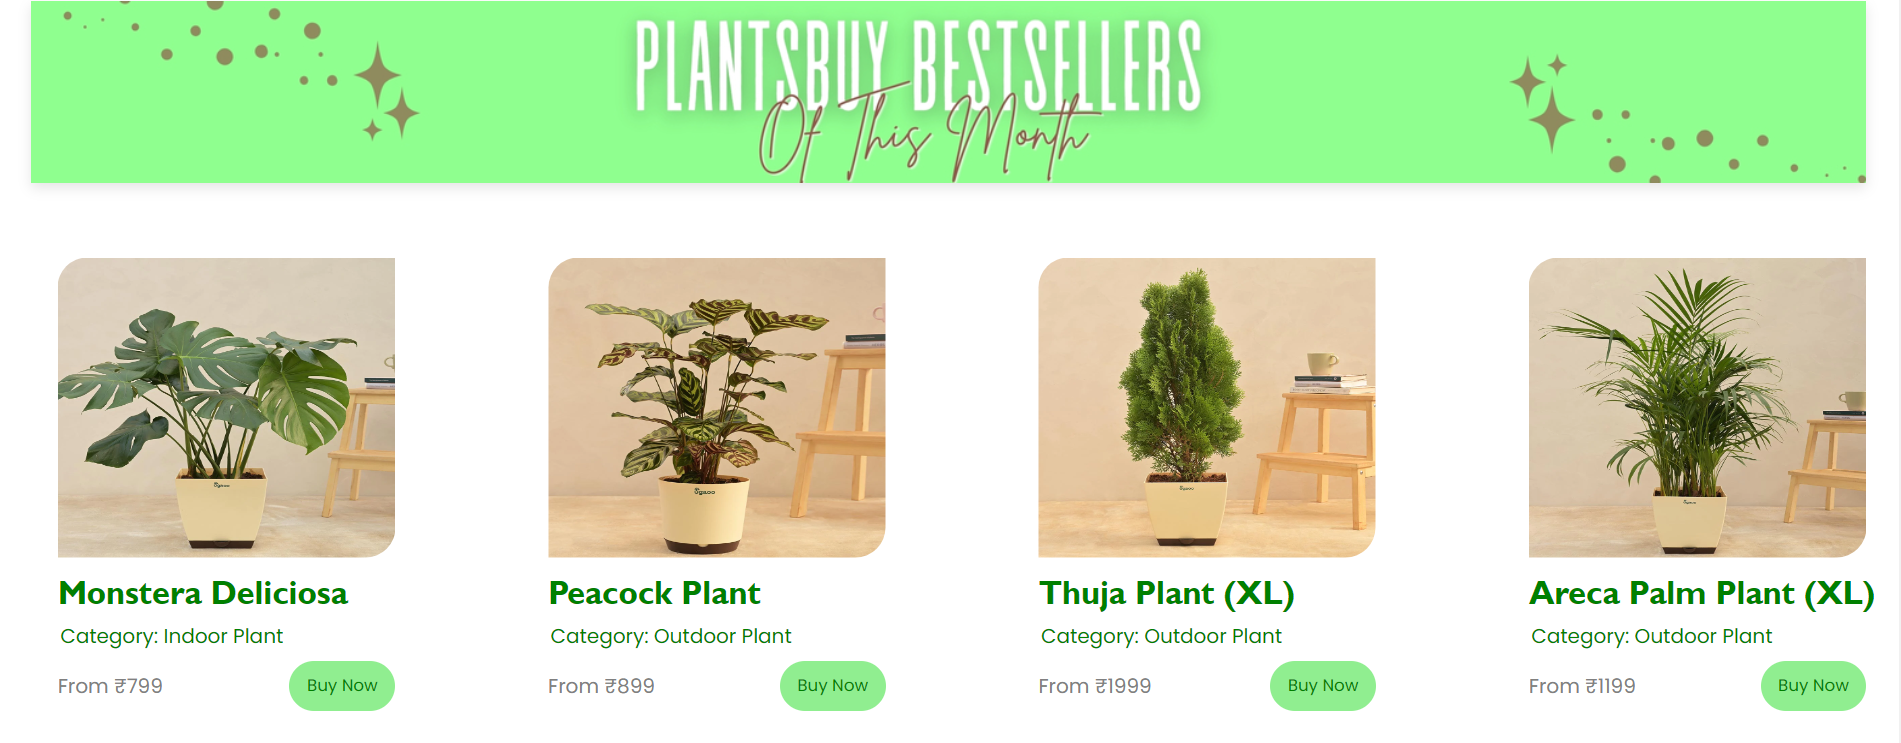 PLANTSBUY BESTSELLERS
Of This Month
Monstera Deliciosa
Category: Indoor Plant
From ₹799
Buy Now
Peacock Plant
Category: Outdoor Plant
From ₹899
Buy Now
Thuja Plant (XL)
Category: Outdoor Plant
From ₹1999
Buy Now
Areca Palm Plant (XL)
Category: Outdoor Plant
From ₹1199
Buy Now